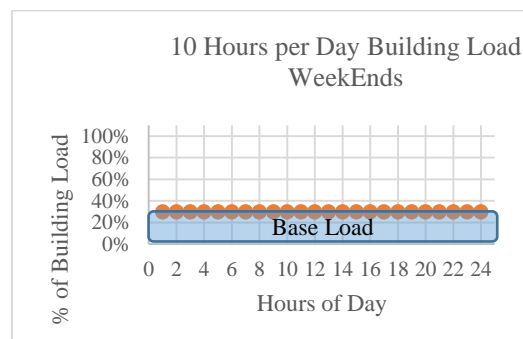 10 Hours per Day Building Load
WeekEnds
% of Building Load
100%
80%
60%
40%
20%
0%
Base Load
0 2 4 6 8 10 12 14 16 18 20 22 24
Hours of Day